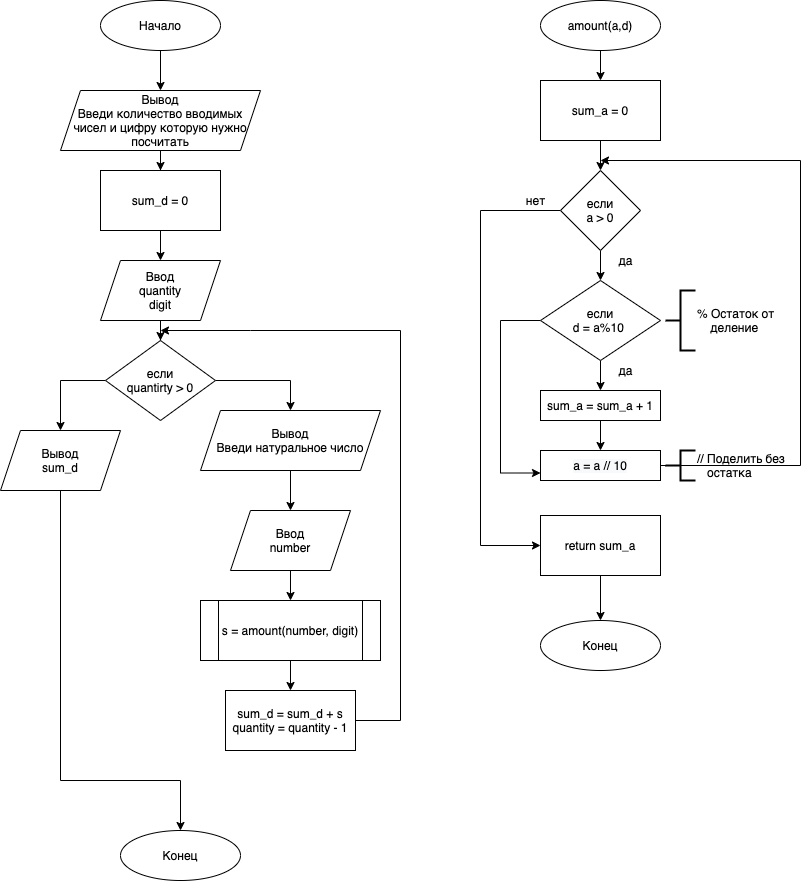 Начало
Вывод
Введи количество вводимых
чисел и цифру которую нужно
посчитать
sum_d = 0
Ввод
quantity
digit
если
quantirty > 0
Вывод
sum_d
Вывод
Введи натуральное число
Ввод
number
s = amount(number, digit)
sum_d = sum_d + s
quantity = quantity - 1
Конец
amount(a,d)
sum_a = 0
если
a > 0
нет
да
если
d = a%10
% Остаток от
деление
да
sum_a = sum_a + 1
a = a // 10
// Поделить без
остатка
return sum_a
Конец